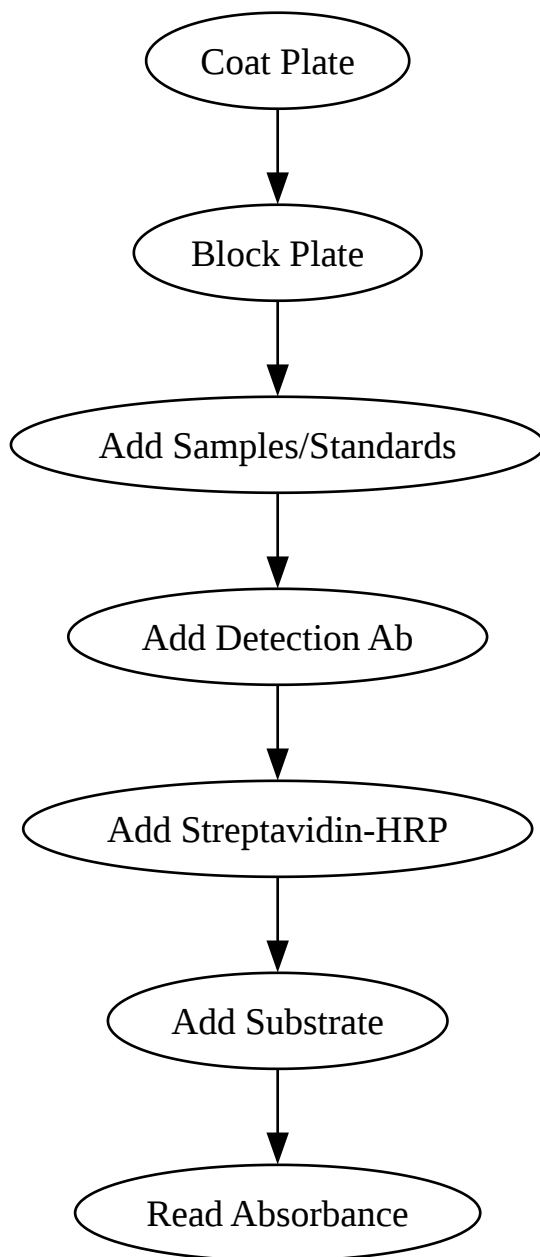 Coat Plate
Block Plate
Add Samples/Standards
Add Detection Ab
Add Streptavidin-HRP
Add Substrate
Read Absorbance